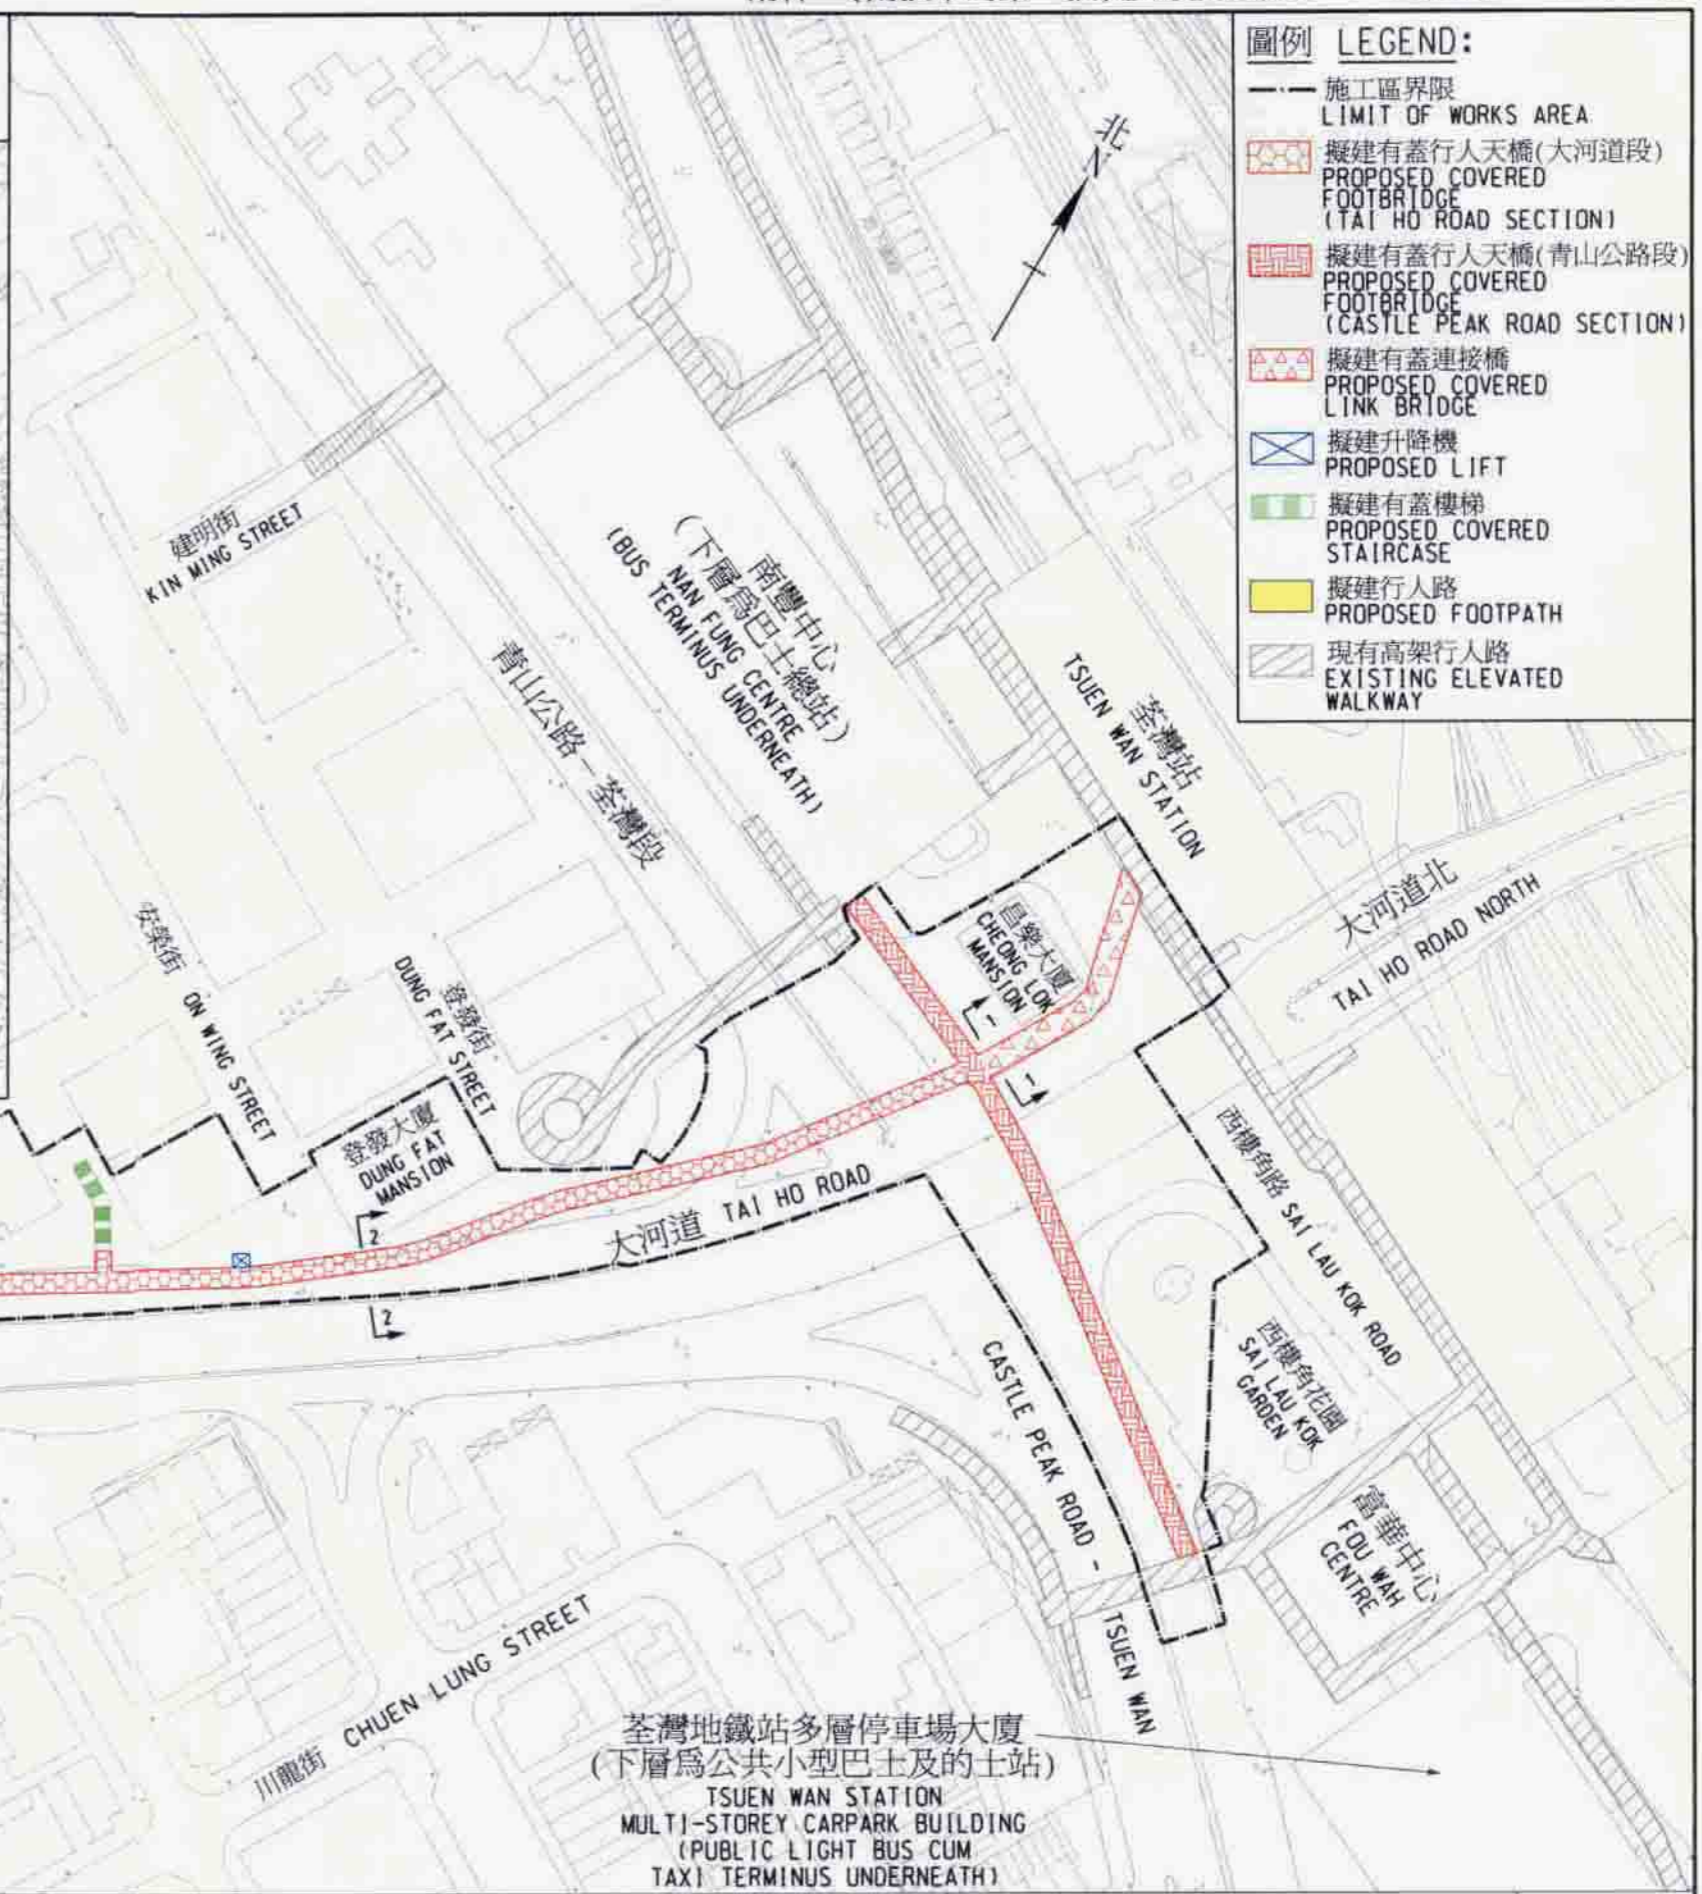 圖例 LEGEND:
施工區界限
LIMIT OF WORKS AREA
擬建有蓋行人天橋(大河道段)
PROPOSED COVERED
FOOTBRIDGE
(TAI HO ROAD SECTION)
擬建有蓋行人天橋(青山公路段)
PROPOSED COVERED
FOOTBRIDGE
(CASTLE PEAK ROAD SECTION)
擬建有蓋連接橋
PROPOSED COVERED
LINK BRIDGE
擬建升降機
PROPOSED LIFT
擬建有蓋樓梯
PROPOSED COVERED
STAIRCASE
擬建行人路
PROPOSED FOOTPATH
現有高架行人路
EXISTING ELEVATED
WALKWAY
北
N
建明街
KIN MING STREET
南豐中心
(下層為巴士總站)
NAN FUNG CENTRE
(BUS TERMINUS UNDERNEATH)
青山公路-荃灣段
荃灣站
TSUEN WAN STATION
大河道北
TAI HO ROAD NORTH
昌樂大廈
CHEONG LOK
MANSION
安榮街 ON WING STREET
登發街
DUNG FAT STREET
登發大廈
DUNG FAT
MANSION
1
1
2
2
大河道 TAI HO ROAD
西樓角路 SAI LAU KOK ROAD
西樓角花園
SAI LAU KOK
GARDEN
CASTLE PEAK ROAD - TSUEN WAN
富華中心
FOU WAH
CENTRE
川龍街 CHUEN LUNG STREET
荃灣地鐵站多層停車場大廈
(下層為公共小型巴士及的士站)
TSUEN WAN STATION
MULTI-STOREY CARPARK BUILDING
(PUBLIC LIGHT BUS CUM
TAXI TERMINUS UNDERNEATH)